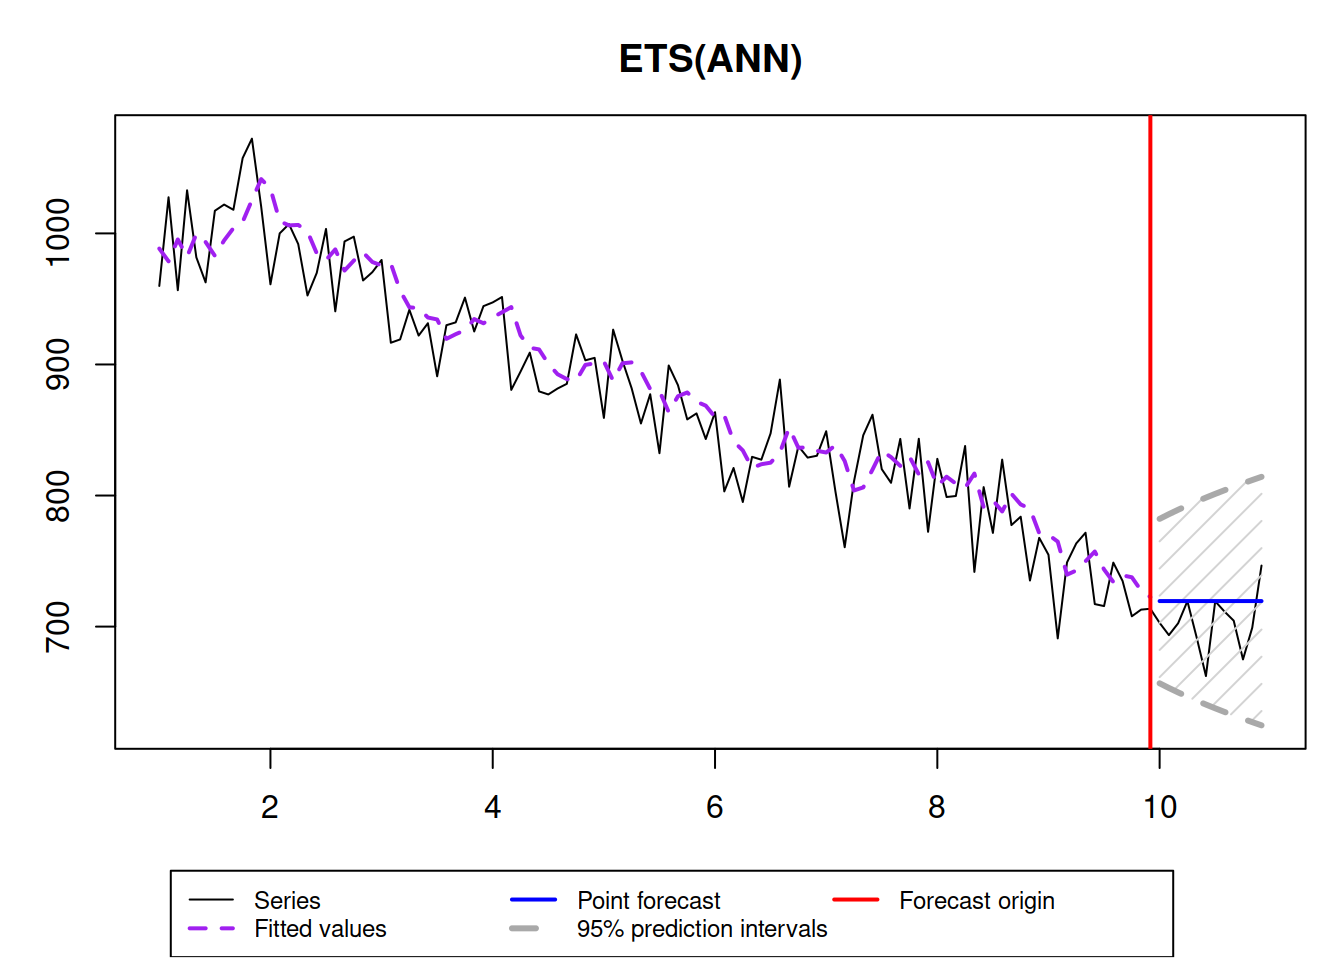 ETS(ANN)
1000
900
800
700
2 4 6 8 10
Series Point forecast Forecast origin
Fitted values 95% prediction intervals